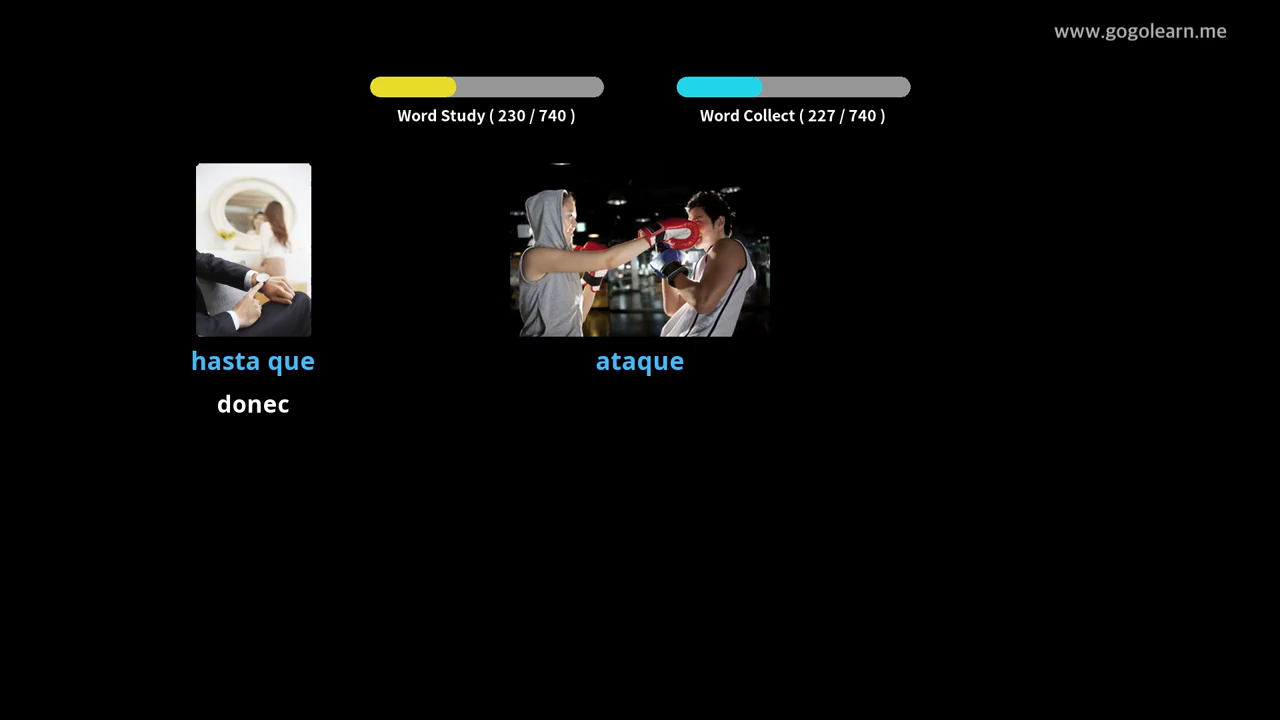 www.gogolearn.me
Word Study ( 230 / 740 )
Word Collect ( 227 / 740 )
hasta que
ataque
donec